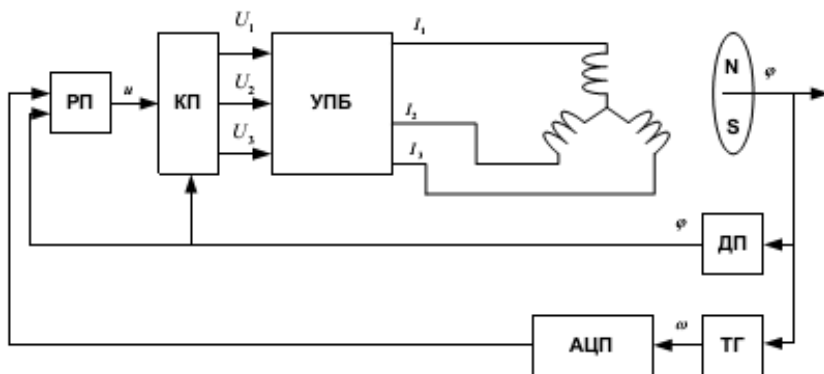 U₁
I₁
N
φ
РП
u
КП
U₂
УПБ
I₂
S
U₃
I₃
φ
ДП
АЦП
ω
ТГ